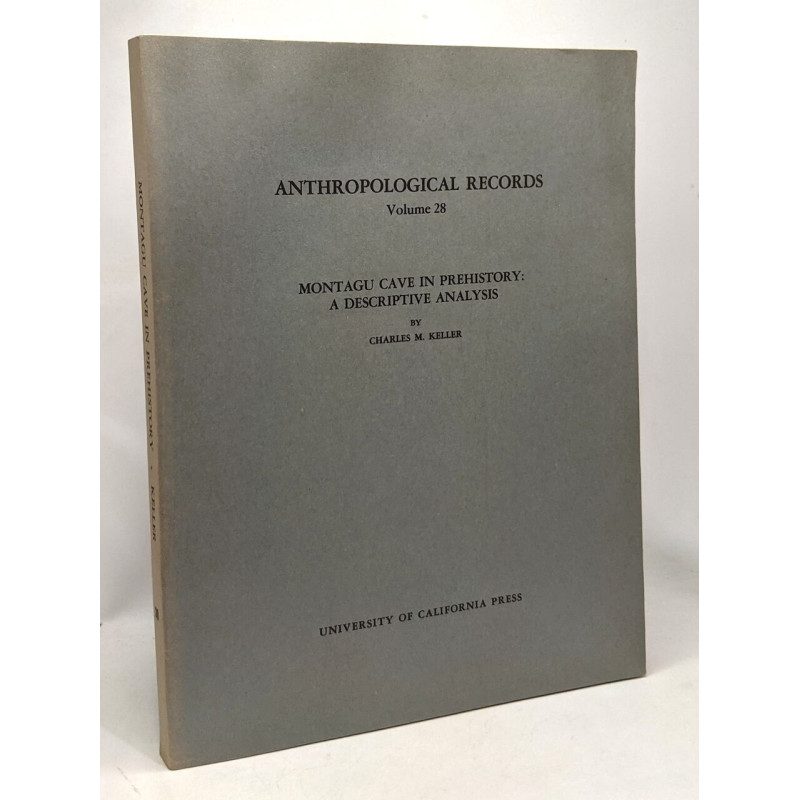 ANTHROPOLOGICAL RECORDS
Volume 28
MONTAGU CAVE IN PREHISTORY:
A DESCRIPTIVE ANALYSIS
BY
CHARLES M. KELLER
UNIVERSITY OF CALIFORNIA PRESS
MONTAGU CAVE IN PREHISTORY • KELLER